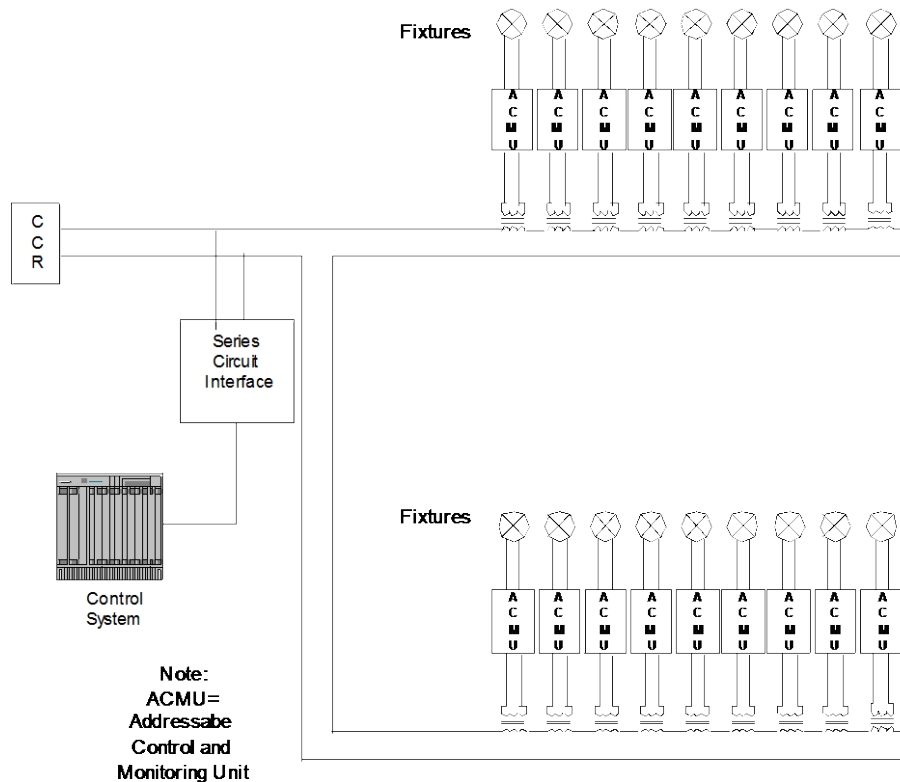 Fixtures
A C M U A C M U A C M U A C M U A C M U A C M U A C M U A C M U A C M U
C
C
R
Series
Circuit
Interface
Fixtures
A C M U A C M U A C M U A C M U A C M U A C M U A C M U A C M U A C M U
Control
System
Note:
ACMU=
Addressabe
Control and
Monitoring Unit